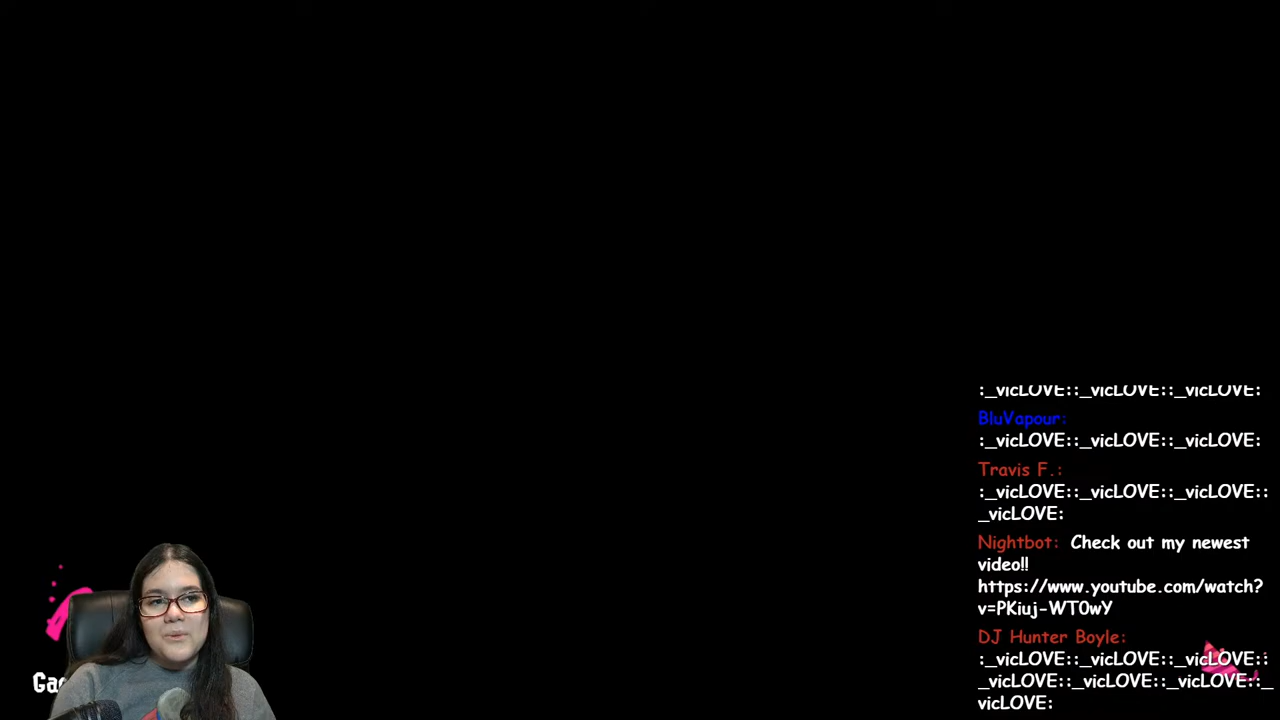 :_vicLOVE::_vicLOVE::_vicLOVE:
BluVapour:
:_vicLOVE::_vicLOVE::_vicLOVE:
Travis F.:
:_vicLOVE::_vicLOVE::_vicLOVE::
_vicLOVE:
Nightbot: Check out my newest
video!!
https://www.youtube.com/watch?
v=PKiuj-WT0wY
DJ Hunter Boyle:
:_vicLOVE::_vicLOVE::_vicLOVE::
_vicLOVE::_vicLOVE::_vicLOVE::_
vicLOVE: